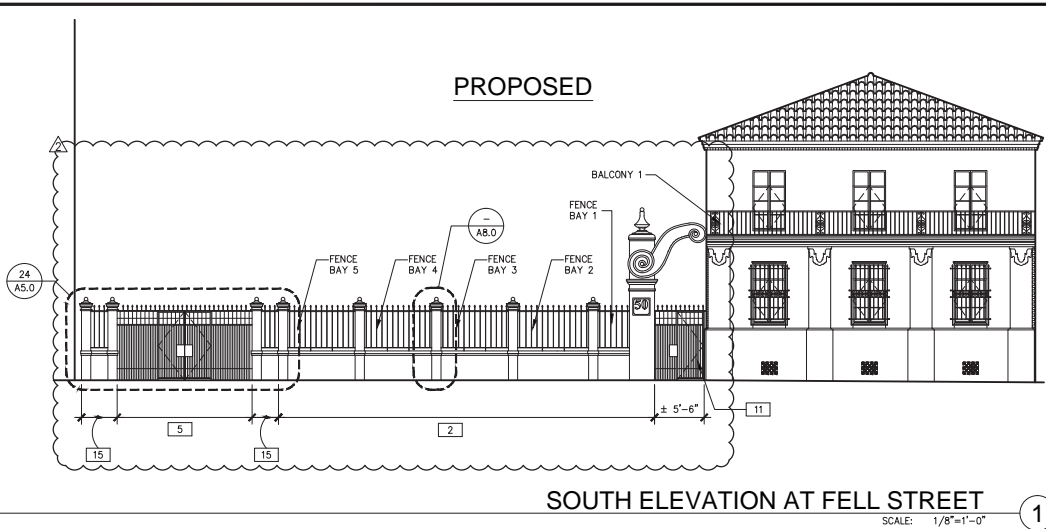 PROPOSED
2
BALCONY 1
FENCE
BAY 1
–
A8.0
FENCE
BAY 5
FENCE
BAY 4
FENCE
BAY 3
FENCE
BAY 2
24
A5.0
50
± 5'-6"
5
2
11
15
15
SOUTH ELEVATION AT FELL STREET
SCALE: 1/8"=1'-0"
1